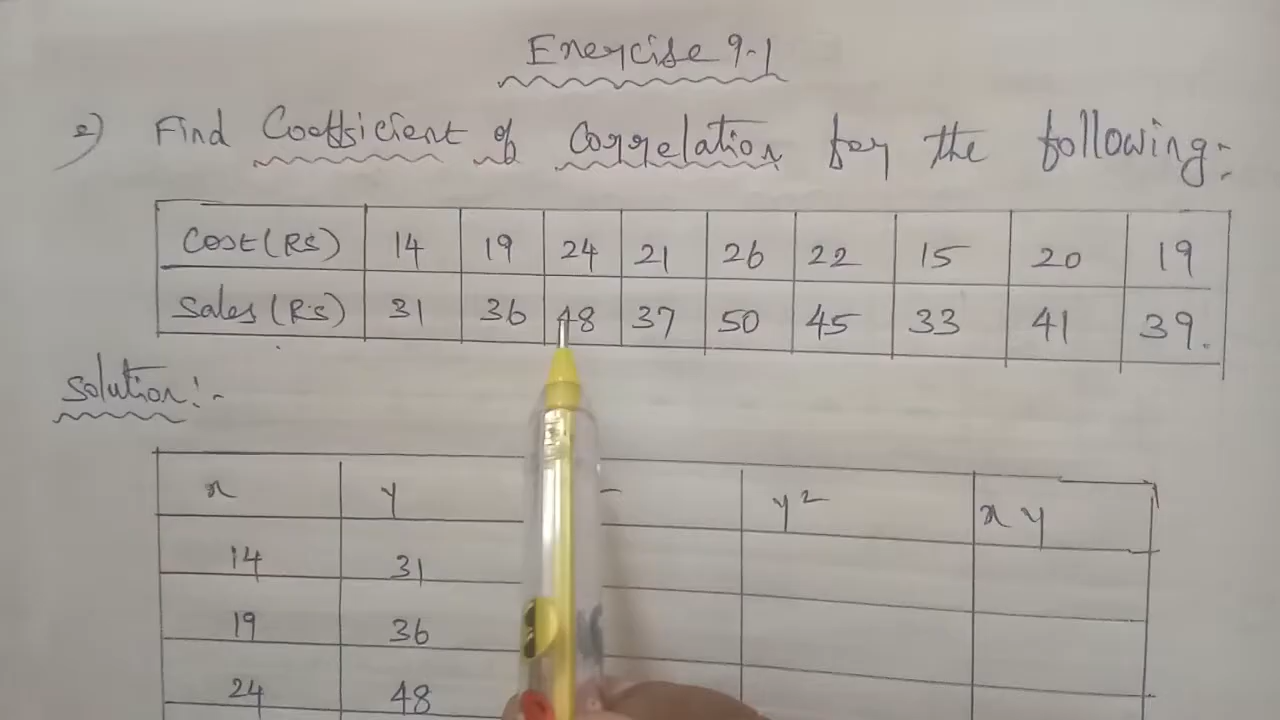 Exercise 9.1
2) Find Coefficient of Correlation for the following:
Cost (RS) 14 19 24 21 26 22 15 20 19
Sales (RS) 31 36 48 37 50 45 33 41 39.
Solution:-
x y y² xy
14 31
19 36
24 48